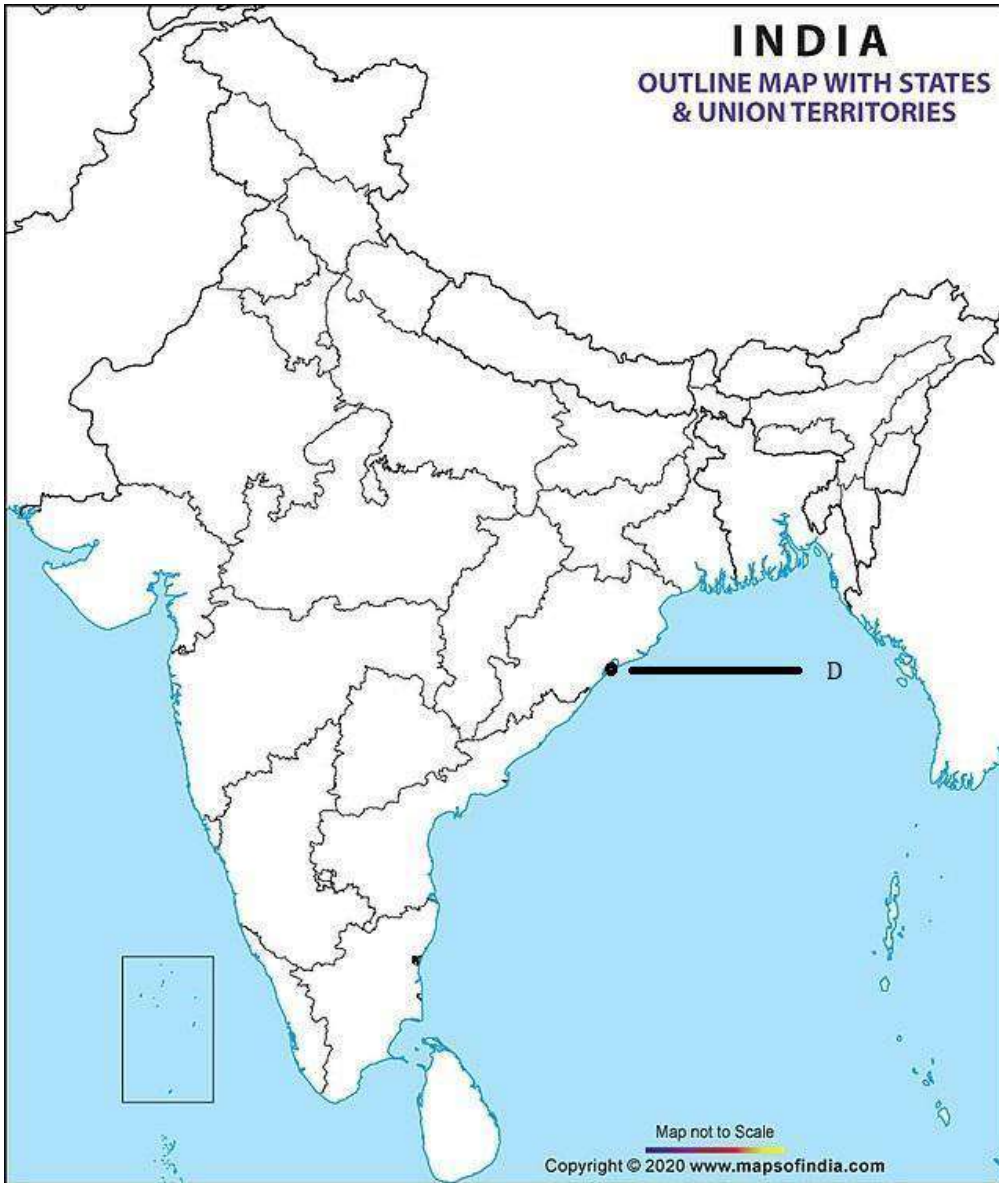 INDIA
OUTLINE MAP WITH STATES
& UNION TERRITORIES
D
Map not to Scale
Copyright © 2020 www.mapsofindia.com